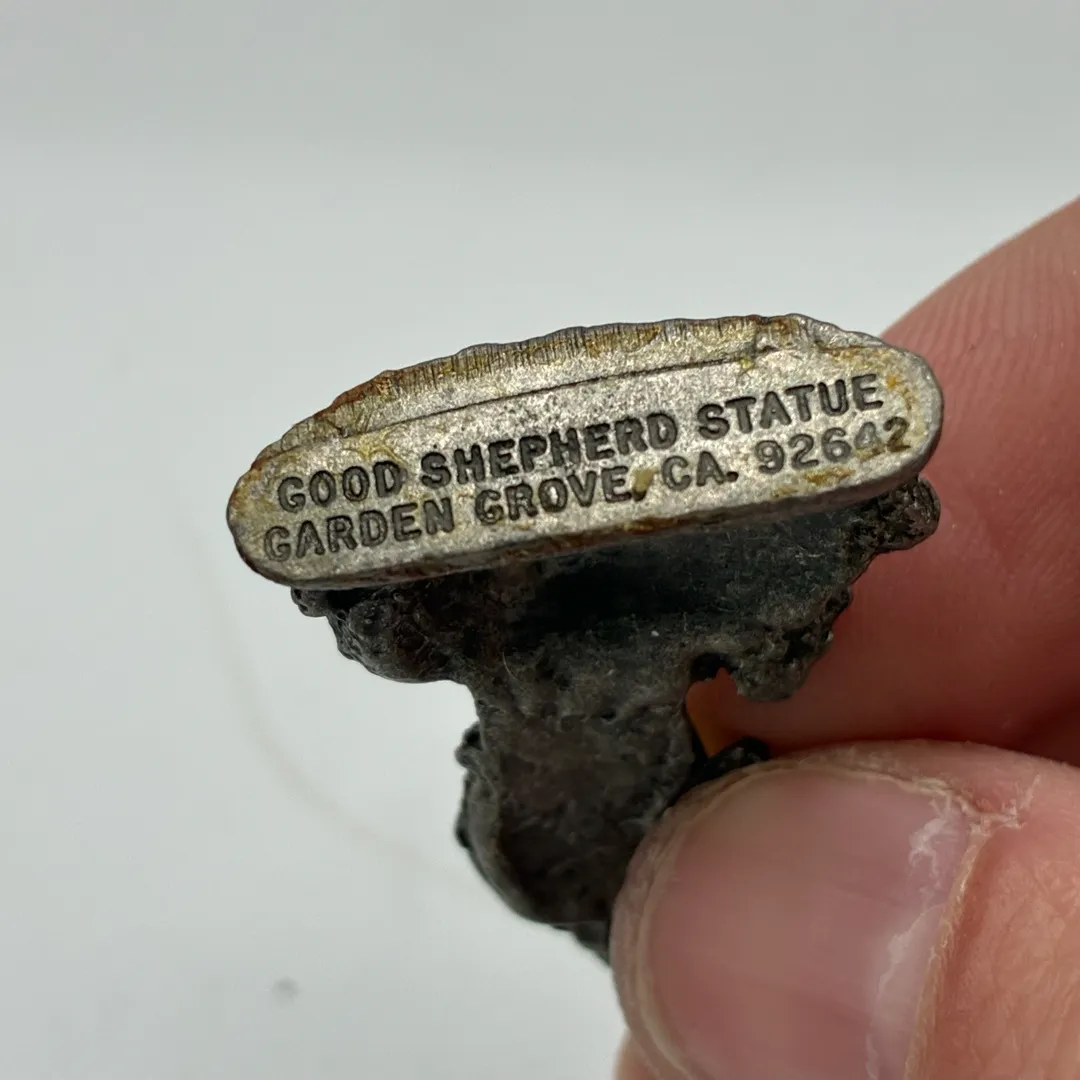 GOOD SHEPHERD STATUE
GARDEN GROVE, CA. 92642